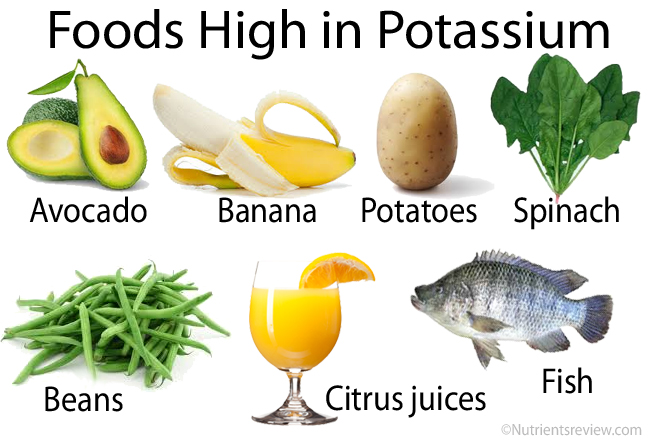 Foods High in Potassium
Avocado
Banana
Potatoes
Spinach
Beans
Citrus juices
Fish
©Nutrientsreview.com